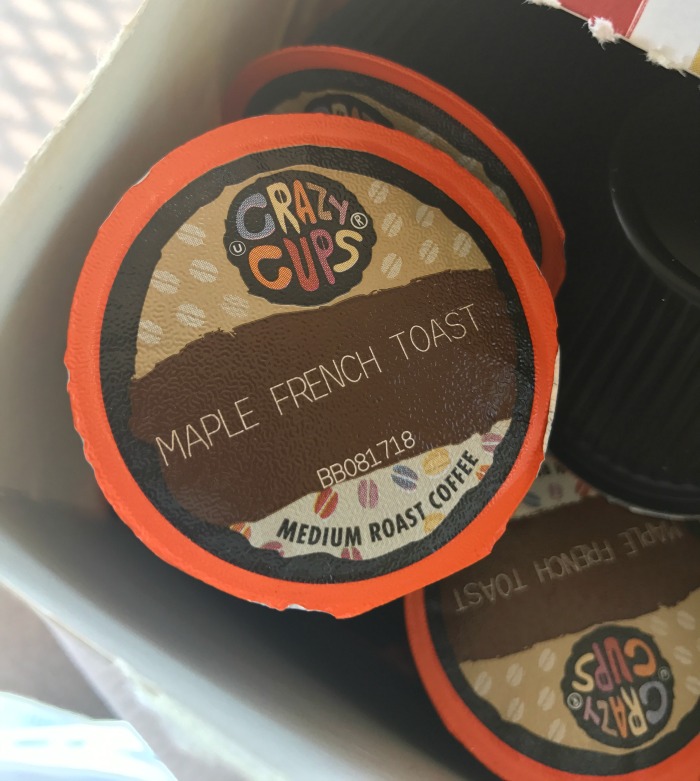 CRAZY
CUPS
U
®
MAPLE FRENCH TOAST
BB081718
MEDIUM ROAST COFFEE
MAPLE FRENCH TOAST
CRAZY
CUPS
U
®